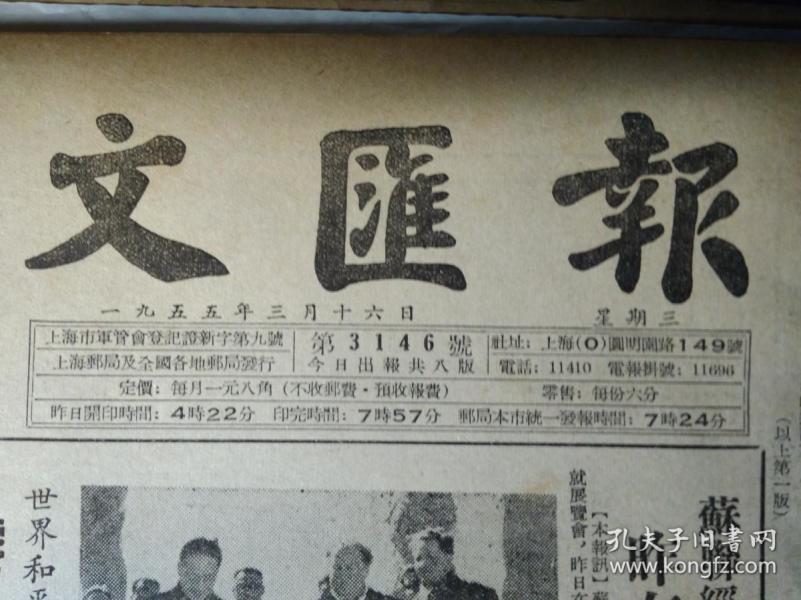 文匯報
一九五五年三月十六日 星期三
上海市軍管會登記證新字第九號
上海郵局及全國各地郵局發行
第3146號
今日出報共八版
社址：上海(0)圓明園路149號
電話：11410 電報掛號：11696
定價：每月一元八角（不收郵費·預收報費） 零售：每份六分
昨日開印時間：4時22分 印完時間：7時57分 郵局本市統一發報時間：7時24分
（以上第一版）
蘇聯經
昨
【本報訊】蘇
就展覽會，昨日在
世界和平
孔夫子旧书网
kongfz.com